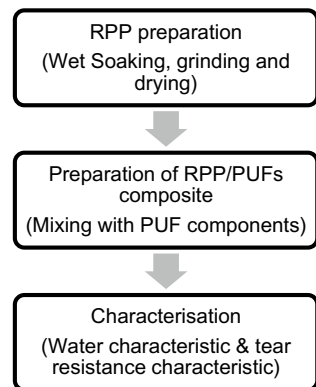 RPP preparation
(Wet Soaking, grinding and
drying)
Preparation of RPP/PUFs
composite
(Mixing with PUF components)
Characterisation
(Water characteristic & tear
resistance characteristic)